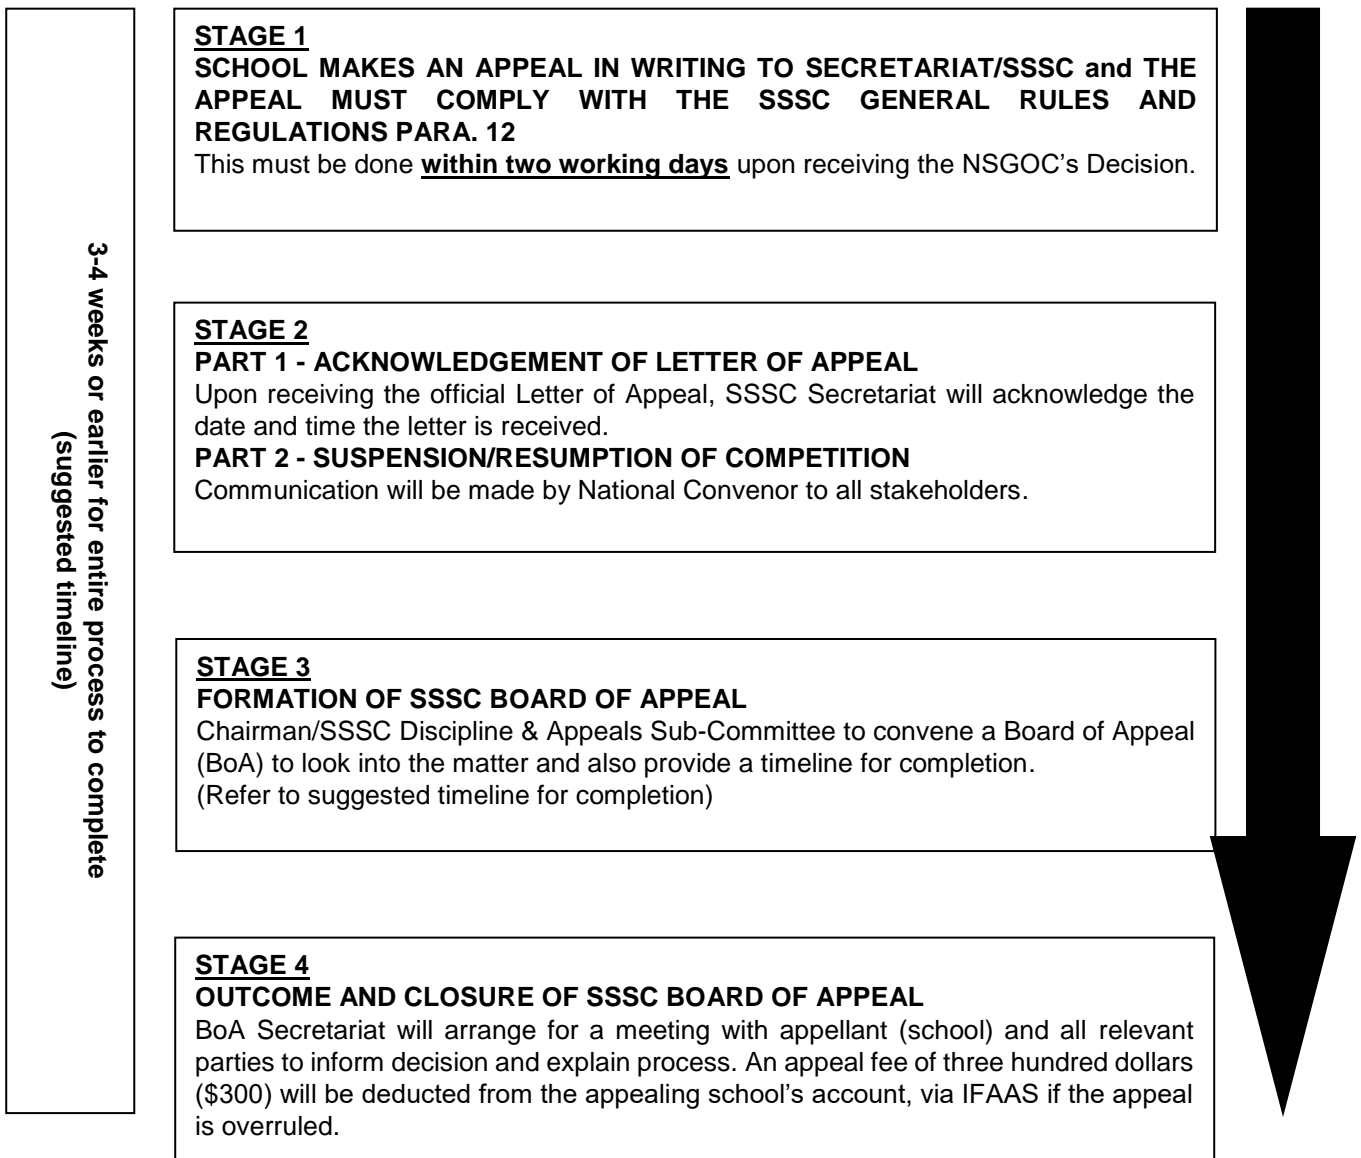 3-4 weeks or earlier for entire process to complete
(suggested timeline)
STAGE 1
SCHOOL MAKES AN APPEAL IN WRITING TO SECRETARIAT/SSSC and THE
APPEAL MUST COMPLY WITH THE SSSC GENERAL RULES AND
REGULATIONS PARA. 12
This must be done within two working days upon receiving the NSGOC’s Decision.
STAGE 2
PART 1 - ACKNOWLEDGEMENT OF LETTER OF APPEAL
Upon receiving the official Letter of Appeal, SSSC Secretariat will acknowledge the
date and time the letter is received.
PART 2 - SUSPENSION/RESUMPTION OF COMPETITION
Communication will be made by National Convenor to all stakeholders.
STAGE 3
FORMATION OF SSSC BOARD OF APPEAL
Chairman/SSSC Discipline & Appeals Sub-Committee to convene a Board of Appeal
(BoA) to look into the matter and also provide a timeline for completion.
(Refer to suggested timeline for completion)
STAGE 4
OUTCOME AND CLOSURE OF SSSC BOARD OF APPEAL
BoA Secretariat will arrange for a meeting with appellant (school) and all relevant
parties to inform decision and explain process. An appeal fee of three hundred dollars
($300) will be deducted from the appealing school’s account, via IFAAS if the appeal
is overruled.